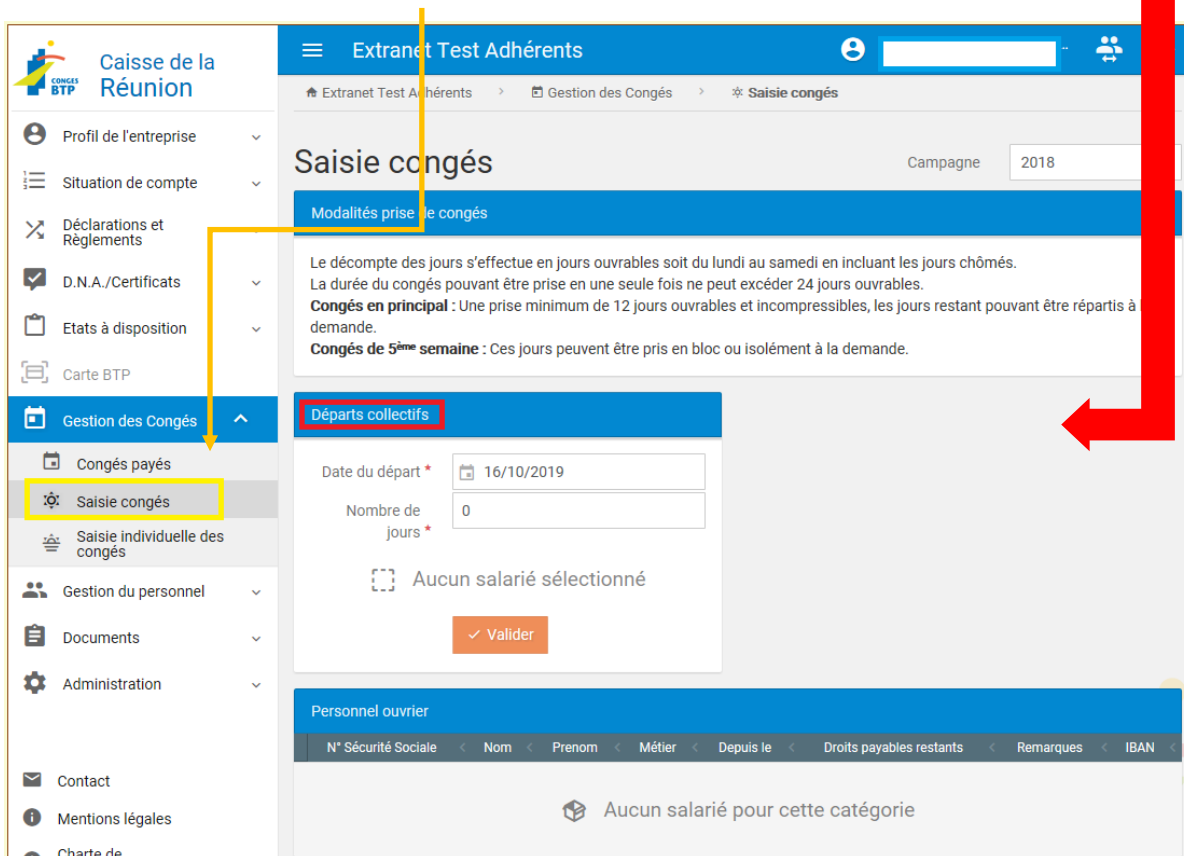 CONGES
BTP
Caisse de la
Réunion
Profil de l'entreprise
Situation de compte
Déclarations et
Règlements
D.N.A./Certificats
Etats à disposition
Carte BTP
Gestion des Congés
Congés payés
Saisie congés
Saisie individuelle des
congés
Gestion du personnel
Documents
Administration
Contact
Mentions légales
Charte de
Extranet Test Adhérents
Extranet Test Adhérents > Gestion des Congés > Saisie congés
Saisie congés
Campagne 2018
Modalités prise de congés
Le décompte des jours s’effectue en jours ouvrables soit du lundi au samedi en incluant les jours chômés.
La durée du congés pouvant être prise en une seule fois ne peut excéder 24 jours ouvrables.
Congés en principal : Une prise minimum de 12 jours ouvrables et incompressibles, les jours restant pouvant être répartis à
demande.
Congés de 5ème semaine : Ces jours peuvent être pris en bloc ou isolément à la demande.
Départs collectifs
Date du départ * 16/10/2019
Nombre de
jours *
0
Aucun salarié sélectionné
Valider
Personnel ouvrier
N° Sécurité Sociale < Nom < Prenom < Métier < Depuis le < Droits payables restants < Remarques < IBAN <
Aucun salarié pour cette catégorie